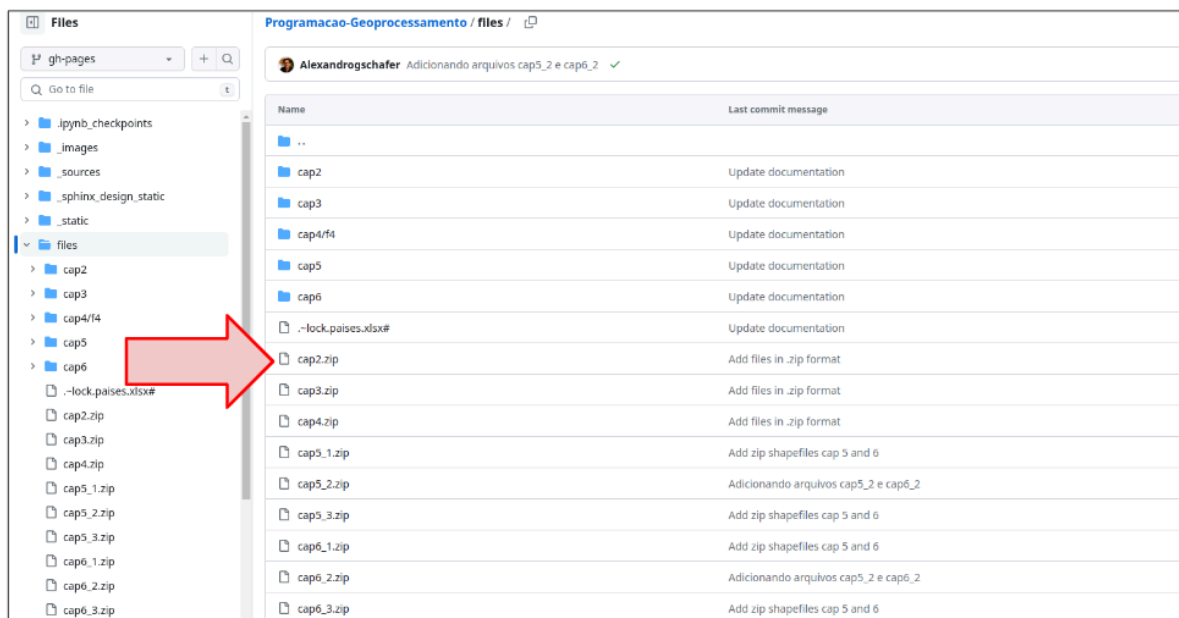 Files
gh-pages
Go to file
t
.ipynb_checkpoints
_images
_sources
_sphinx_design_static
_static
files
cap2
cap3
cap4/f4
cap5
cap6
.~lock.paises.xlsx#
cap2.zip
cap3.zip
cap4.zip
cap5_1.zip
cap5_2.zip
cap5_3.zip
cap6_1.zip
cap6_2.zip
cap6_3.zip
Programacao-Geoprocessamento / files /
Alexandrogschafer Adicionando arquivos cap5_2 e cap6_2
Name Last commit message
..
cap2 Update documentation
cap3 Update documentation
cap4/f4 Update documentation
cap5 Update documentation
cap6 Update documentation
.~lock.paises.xlsx# Update documentation
cap2.zip Add files in .zip format
cap3.zip Add files in .zip format
cap4.zip Add files in .zip format
cap5_1.zip Add zip shapefiles cap 5 and 6
cap5_2.zip Adicionando arquivos cap5_2 e cap6_2
cap5_3.zip Add zip shapefiles cap 5 and 6
cap6_1.zip Add zip shapefiles cap 5 and 6
cap6_2.zip Adicionando arquivos cap5_2 e cap6_2
cap6_3.zip Add zip shapefiles cap 5 and 6